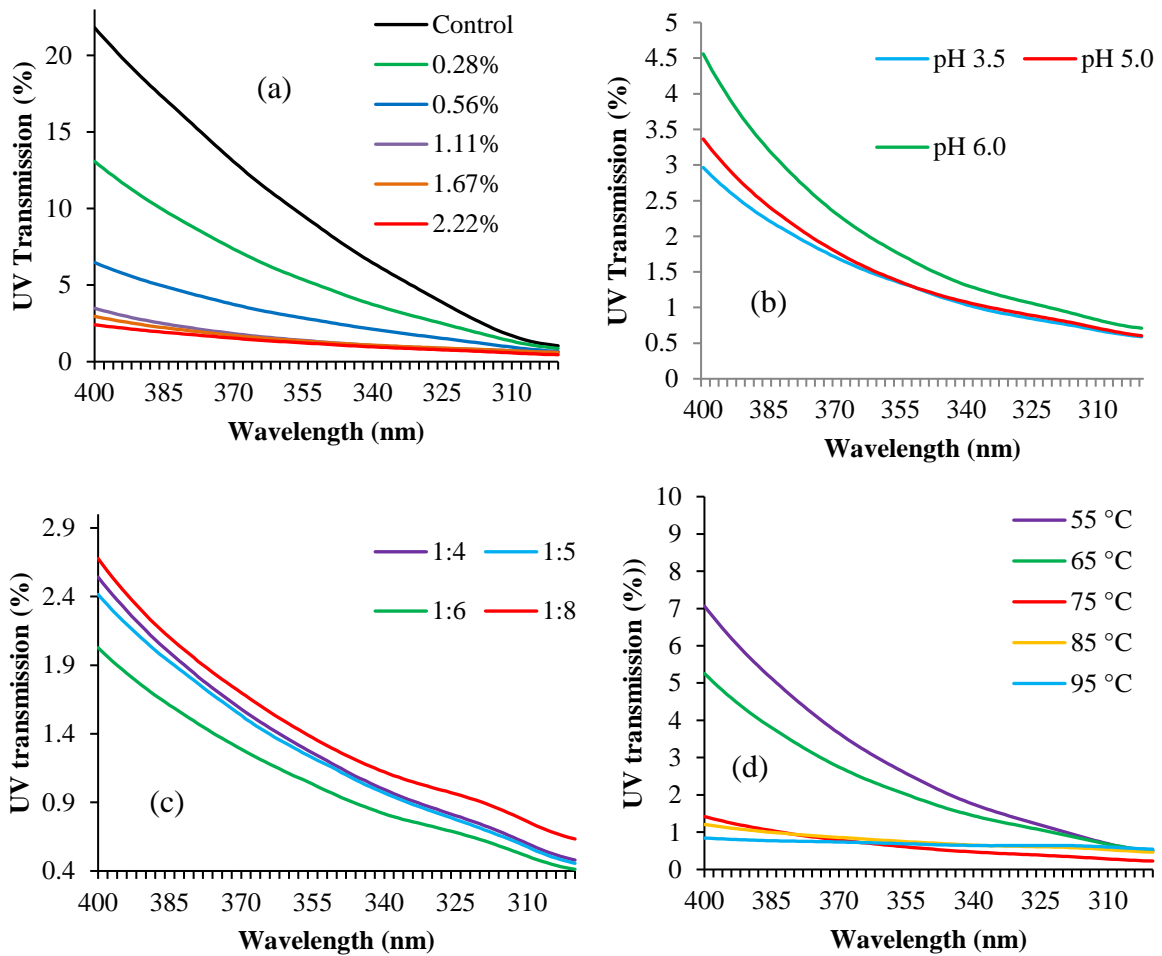 UV Transmission (%)
20
15
10
5
0
(a)
Control
0.28%
0.56%
1.11%
1.67%
2.22%
400 385 370 355 340 325 310
Wavelength (nm)
UV Transmission (%)
5
4.5
4
3.5
3
2.5
2
1.5
1
0.5
0
pH 3.5 pH 5.0
pH 6.0
(b)
400 385 370 355 340 325 310
Wavelength (nm)
UV transmission (%)
2.9
2.4
1.9
1.4
0.9
0.4
1:4 1:5
1:6 1:8
(c)
400 385 370 355 340 325 310
Wavelength (nm)
UV transmission (%))
10
9
8
7
6
5
4
3
2
1
0
55 °C
65 °C
75 °C
85 °C
95 °C
(d)
400 385 370 355 340 325 310
Wavelength (nm)